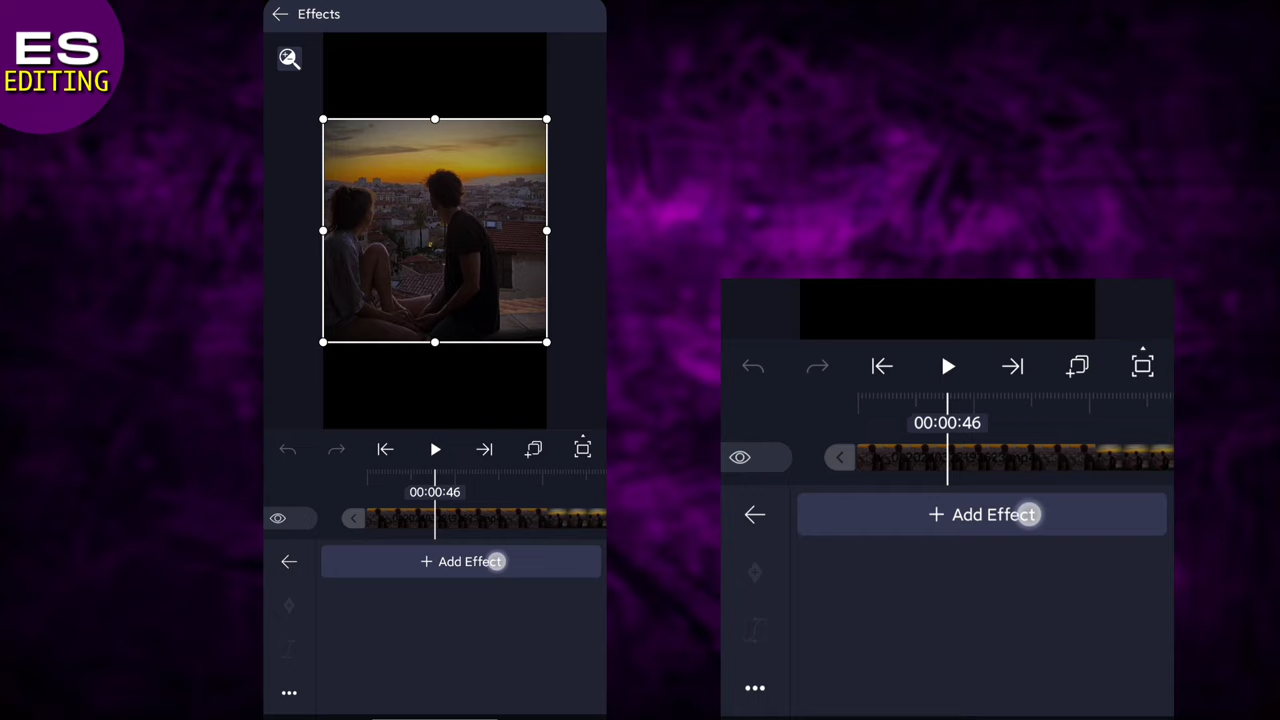 ES
EDITING
Effects
00:00:46
+ Add Effect
00:00:46
+ Add Effect